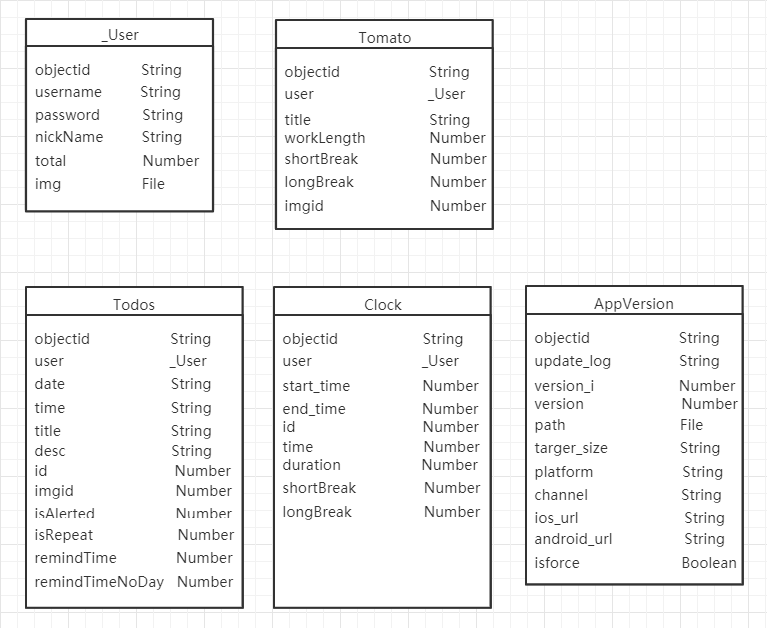 _User
objectid String
username String
password String
nickName String
total Number
img File
Tomato
objectid String
user _User
title String
workLength Number
shortBreak Number
longBreak Number
imgid Number
Todos
objectid String
user _User
date String
time String
title String
desc String
id Number
imgid Number
isAlerted Number
isRepeat Number
remindTime Number
remindTimeNoDay Number
Clock
objectid String
user _User
start_time Number
end_time Number
id Number
time Number
duration Number
shortBreak Number
longBreak Number
AppVersion
objectid String
update_log String
version_i Number
version Number
path File
targer_size String
platform String
channel String
ios_url String
android_url String
isforce Boolean